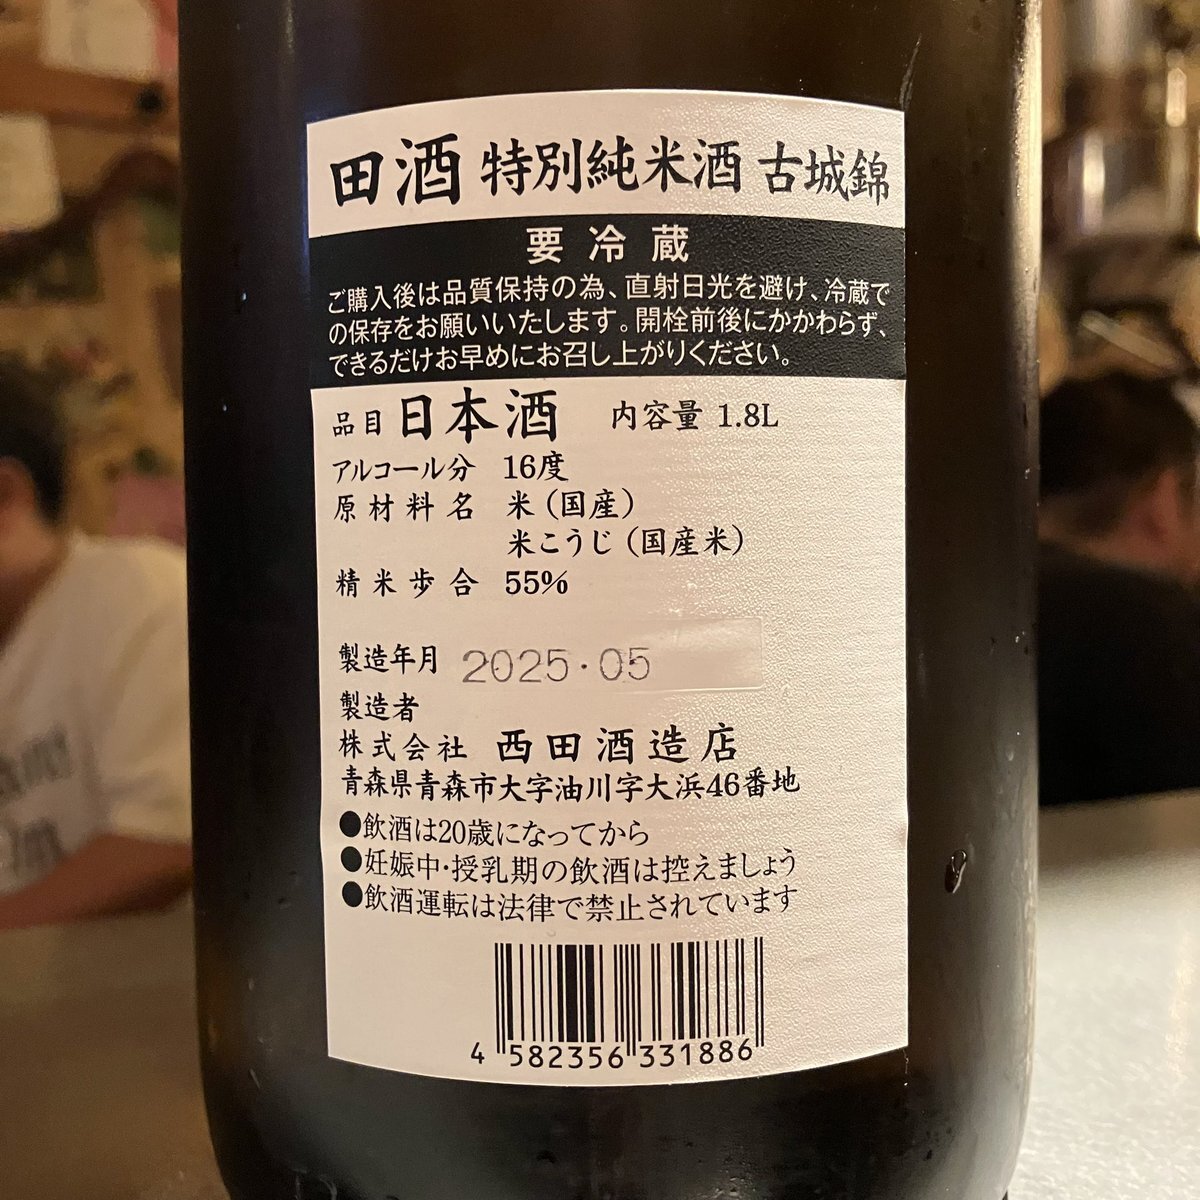 田酒 特別純米酒 古城錦
要冷蔵
ご購入後は品質保持の為、直射日光を避け、冷蔵で
の保存をお願いいたします。開栓前後にかかわらず、
できるだけお早めにお召し上がりください。
品目 日本酒 内容量 1.8L
アルコール分 16度
原材料名 米（国産）
米こうじ（国産米）
精米歩合 55%
製造年月 2025・05
製造者
株式会社 西田酒造店
青森県青森市大字油川字大浜46番地
●飲酒は20歳になってから
●妊娠中・授乳期の飲酒は控えましょう
●飲酒運転は法律で禁止されています
4 582356 331886